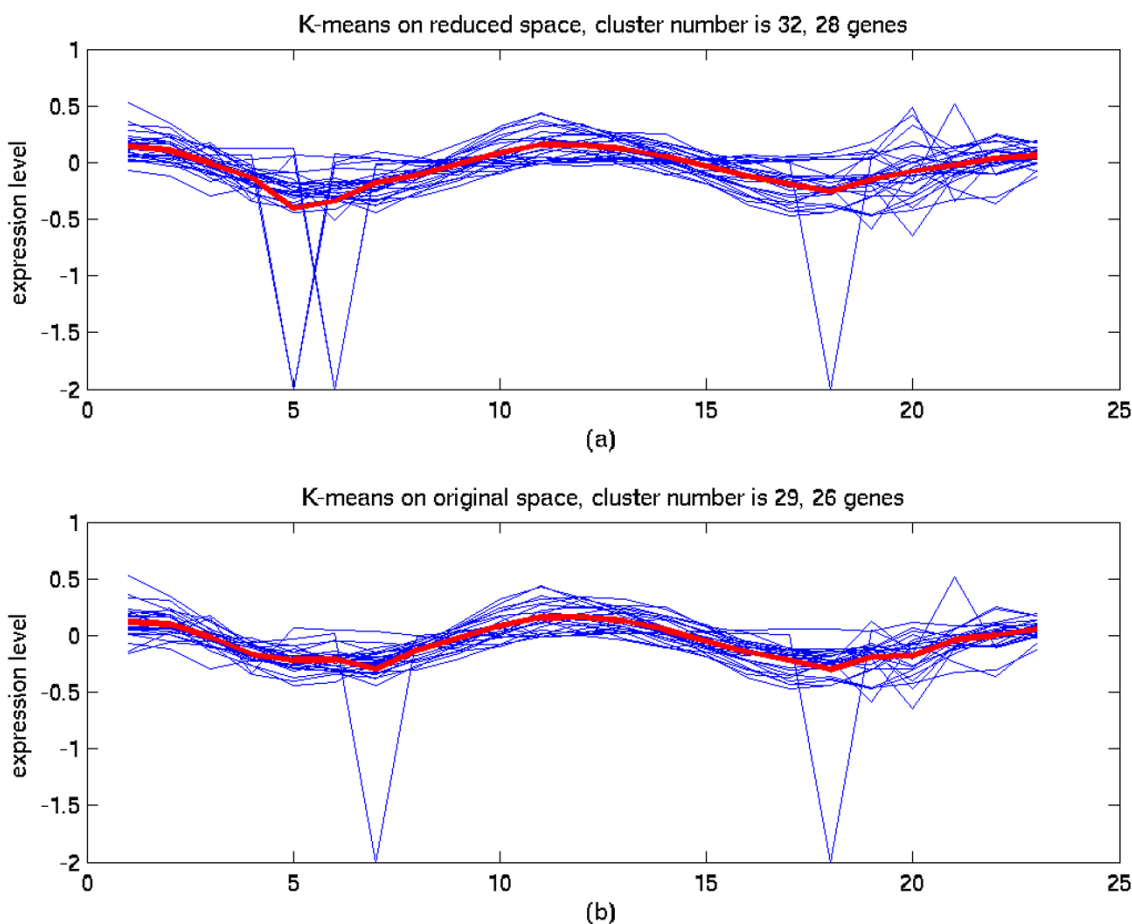 K-means on reduced space, cluster number is 32, 28 genes
1
0.5
0
-0.5
-1
-1.5
-2
expression level
0 5 10 15 20 25
(a)
K-means on original space, cluster number is 29, 26 genes
1
0.5
0
-0.5
-1
-1.5
-2
expression level
0 5 10 15 20 25
(b)